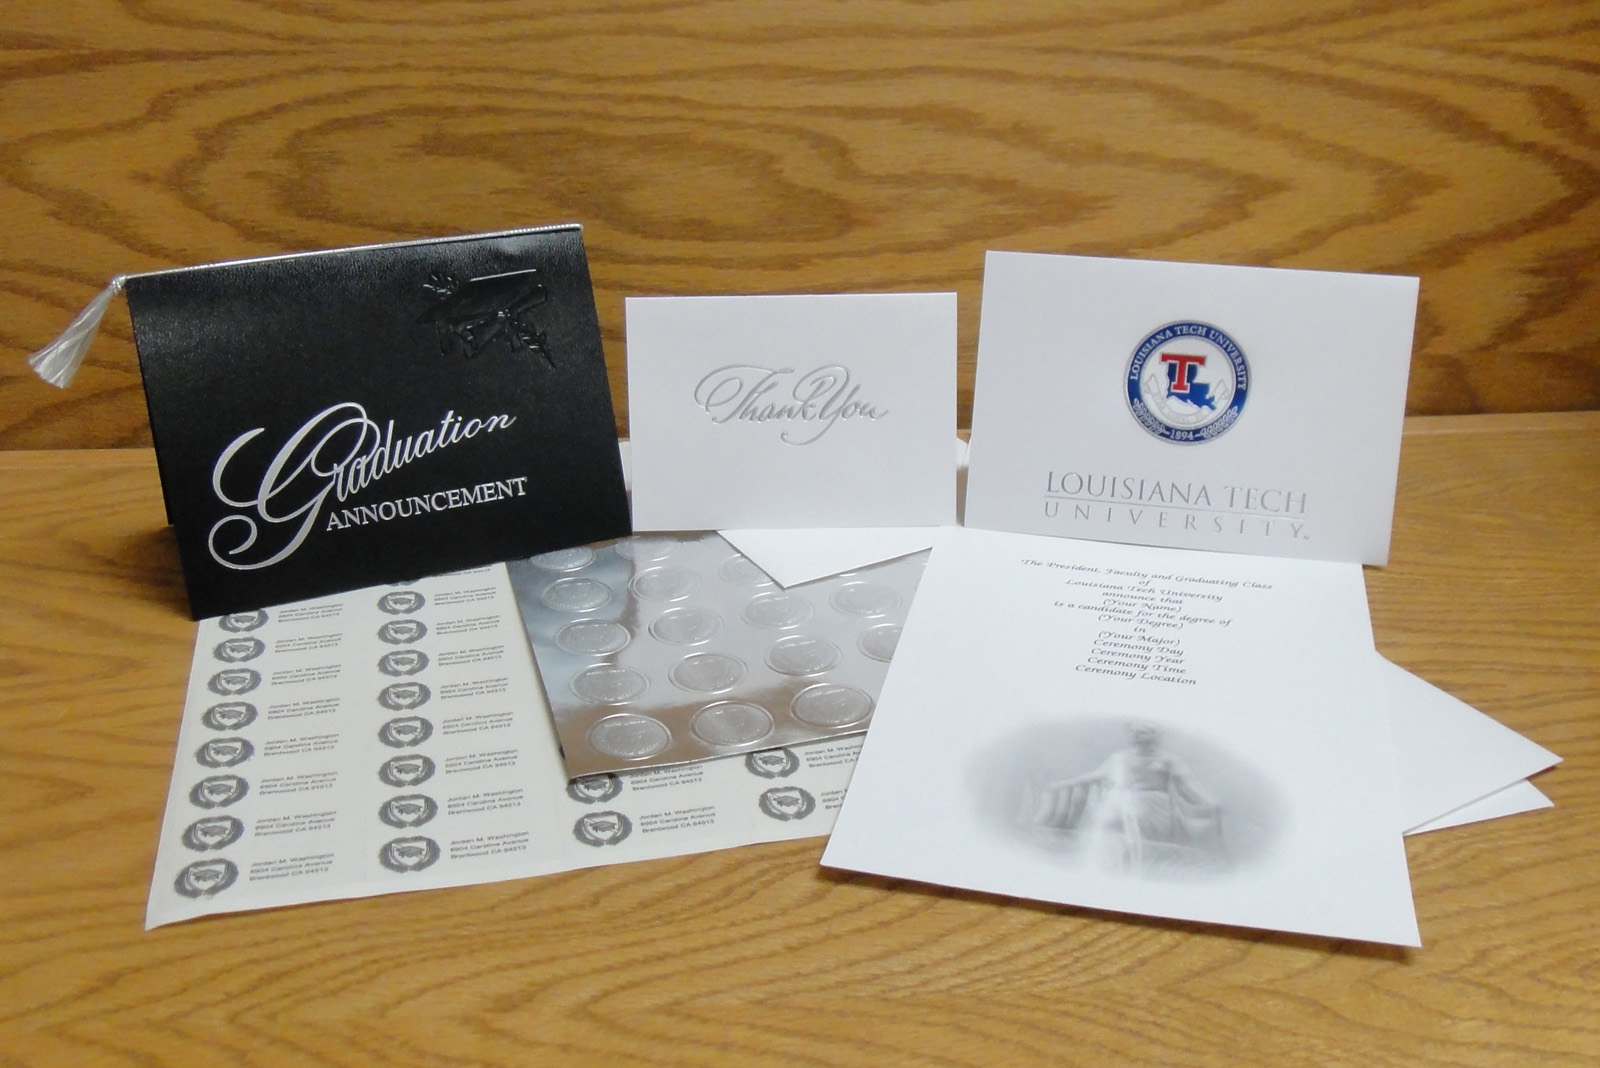 Graduation
ANNOUNCEMENT
Thank You
LOUISIANA TECH UNIVERSITY
T
1894
LOUISIANA TECH
UNIVERSITY
The President, Faculty and Graduating Class
of
Louisiana Tech University
announce that
(Your Name)
is a candidate for the degree of
(Your Degree)
in
(Your Major)
Ceremony Day
Ceremony Year
Ceremony Time
Ceremony Location
Jordan M. Washington
6904 Carolina Avenue
Brentwood CA 94513